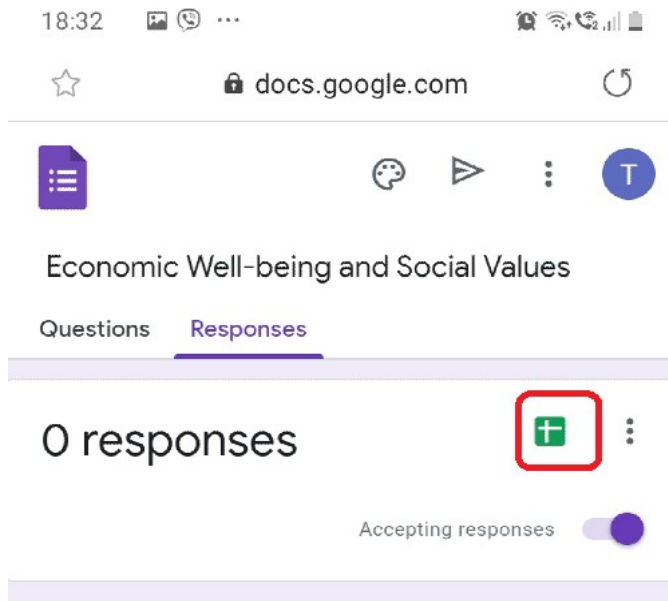 18:32
docs.google.com
T
Economic Well-being and Social Values
Questions Responses
0 responses
Accepting responses